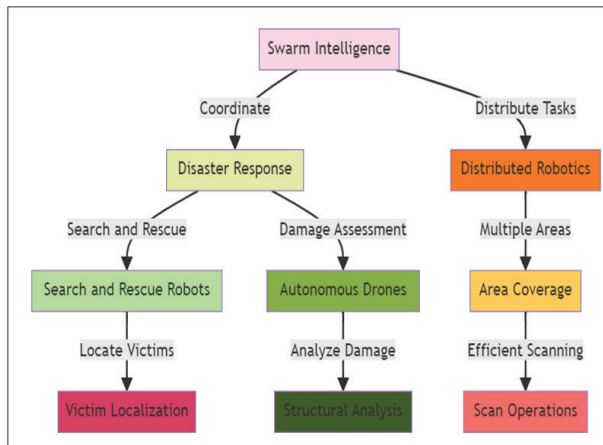 Swarm Intelligence
Coordinate
Distribute Tasks
Disaster Response
Distributed Robotics
Search and Rescue
Damage Assessment
Multiple Areas
Search and Rescue Robots
Autonomous Drones
Area Coverage
Locate Victims
Analyze Damage
Efficient Scanning
Victim Localization
Structural Analysis
Scan Operations